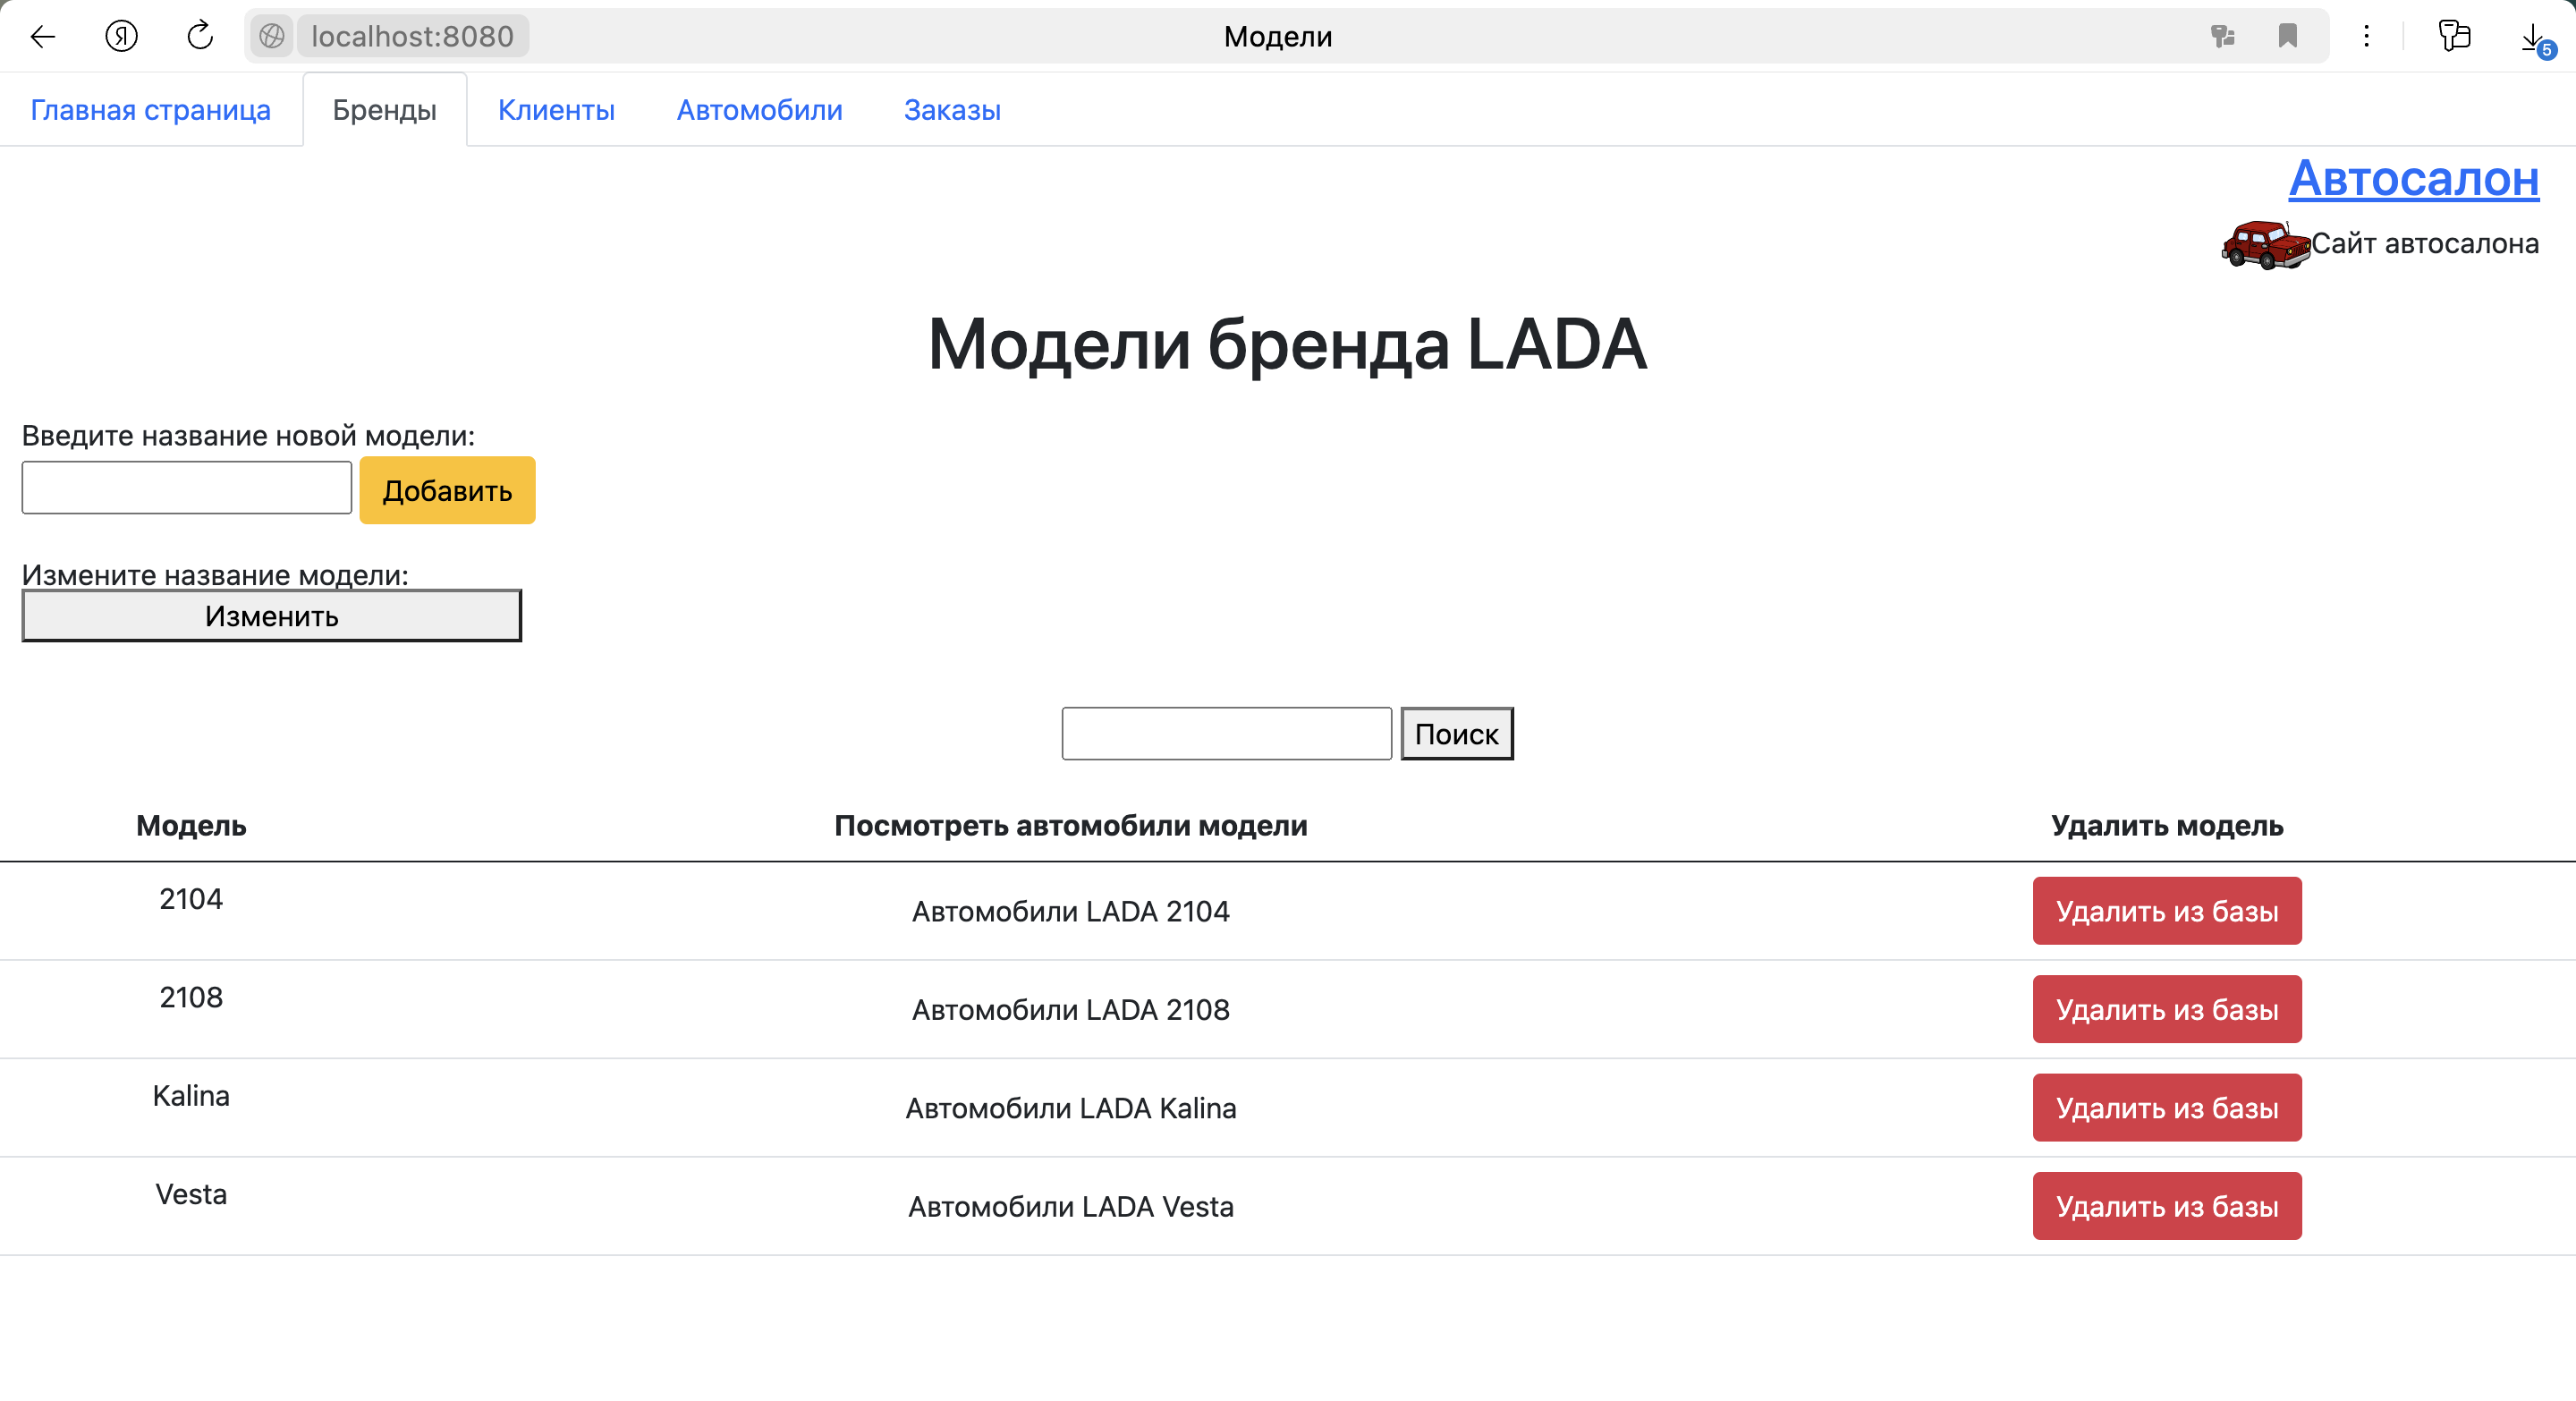 localhost:8080 Модели 5
Главная страница Бренды Клиенты Автомобили Заказы
Автосалон
Сайт автосалона
Модели бренда LADA
Введите название новой модели:
Добавить
Измените название модели:
Изменить
Поиск
Модель Посмотреть автомобили модели Удалить модель
2104 Автомобили LADA 2104 Удалить из базы
2108 Автомобили LADA 2108 Удалить из базы
Kalina Автомобили LADA Kalina Удалить из базы
Vesta Автомобили LADA Vesta Удалить из базы